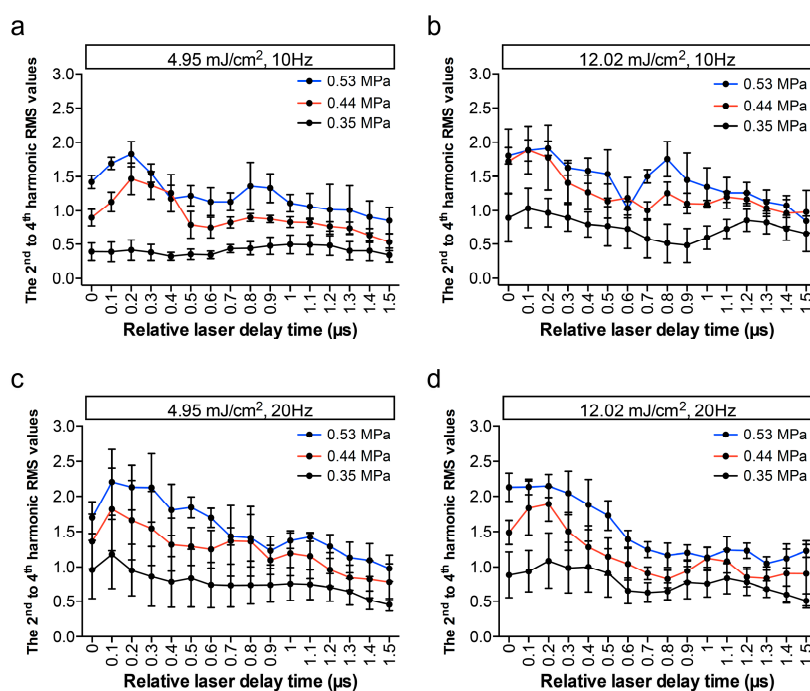 a
4.95 mJ/cm², 10Hz
The 2nd to 4th harmonic RMS values
3.0
2.5
2.0
1.5
1.0
0.5
0.0
0.53 MPa
0.44 MPa
0.35 MPa
0 0.1 0.2 0.3 0.4 0.5 0.6 0.7 0.8 0.9 1 1.1 1.2 1.3 1.4 1.5
Relative laser delay time (µs)
b
12.02 mJ/cm², 10Hz
The 2nd to 4th harmonic RMS values
3.0
2.5
2.0
1.5
1.0
0.5
0.0
0.53 MPa
0.44 MPa
0.35 MPa
0 0.1 0.2 0.3 0.4 0.5 0.6 0.7 0.8 0.9 1 1.1 1.2 1.3 1.4 1.5
Relative laser delay time (µs)
c
4.95 mJ/cm², 20Hz
The 2nd to 4th harmonic RMS values
3.0
2.5
2.0
1.5
1.0
0.5
0.0
0.53 MPa
0.44 MPa
0.35 MPa
0 0.1 0.2 0.3 0.4 0.5 0.6 0.7 0.8 0.9 1 1.1 1.2 1.3 1.4 1.5
Relative laser delay time (µs)
d
12.02 mJ/cm², 20Hz
The 2nd to 4th harmonic RMS values
3.0
2.5
2.0
1.5
1.0
0.5
0.0
0.53 MPa
0.44 MPa
0.35 MPa
0 0.1 0.2 0.3 0.4 0.5 0.6 0.7 0.8 0.9 1 1.1 1.2 1.3 1.4 1.5
Relative laser delay time (µs)